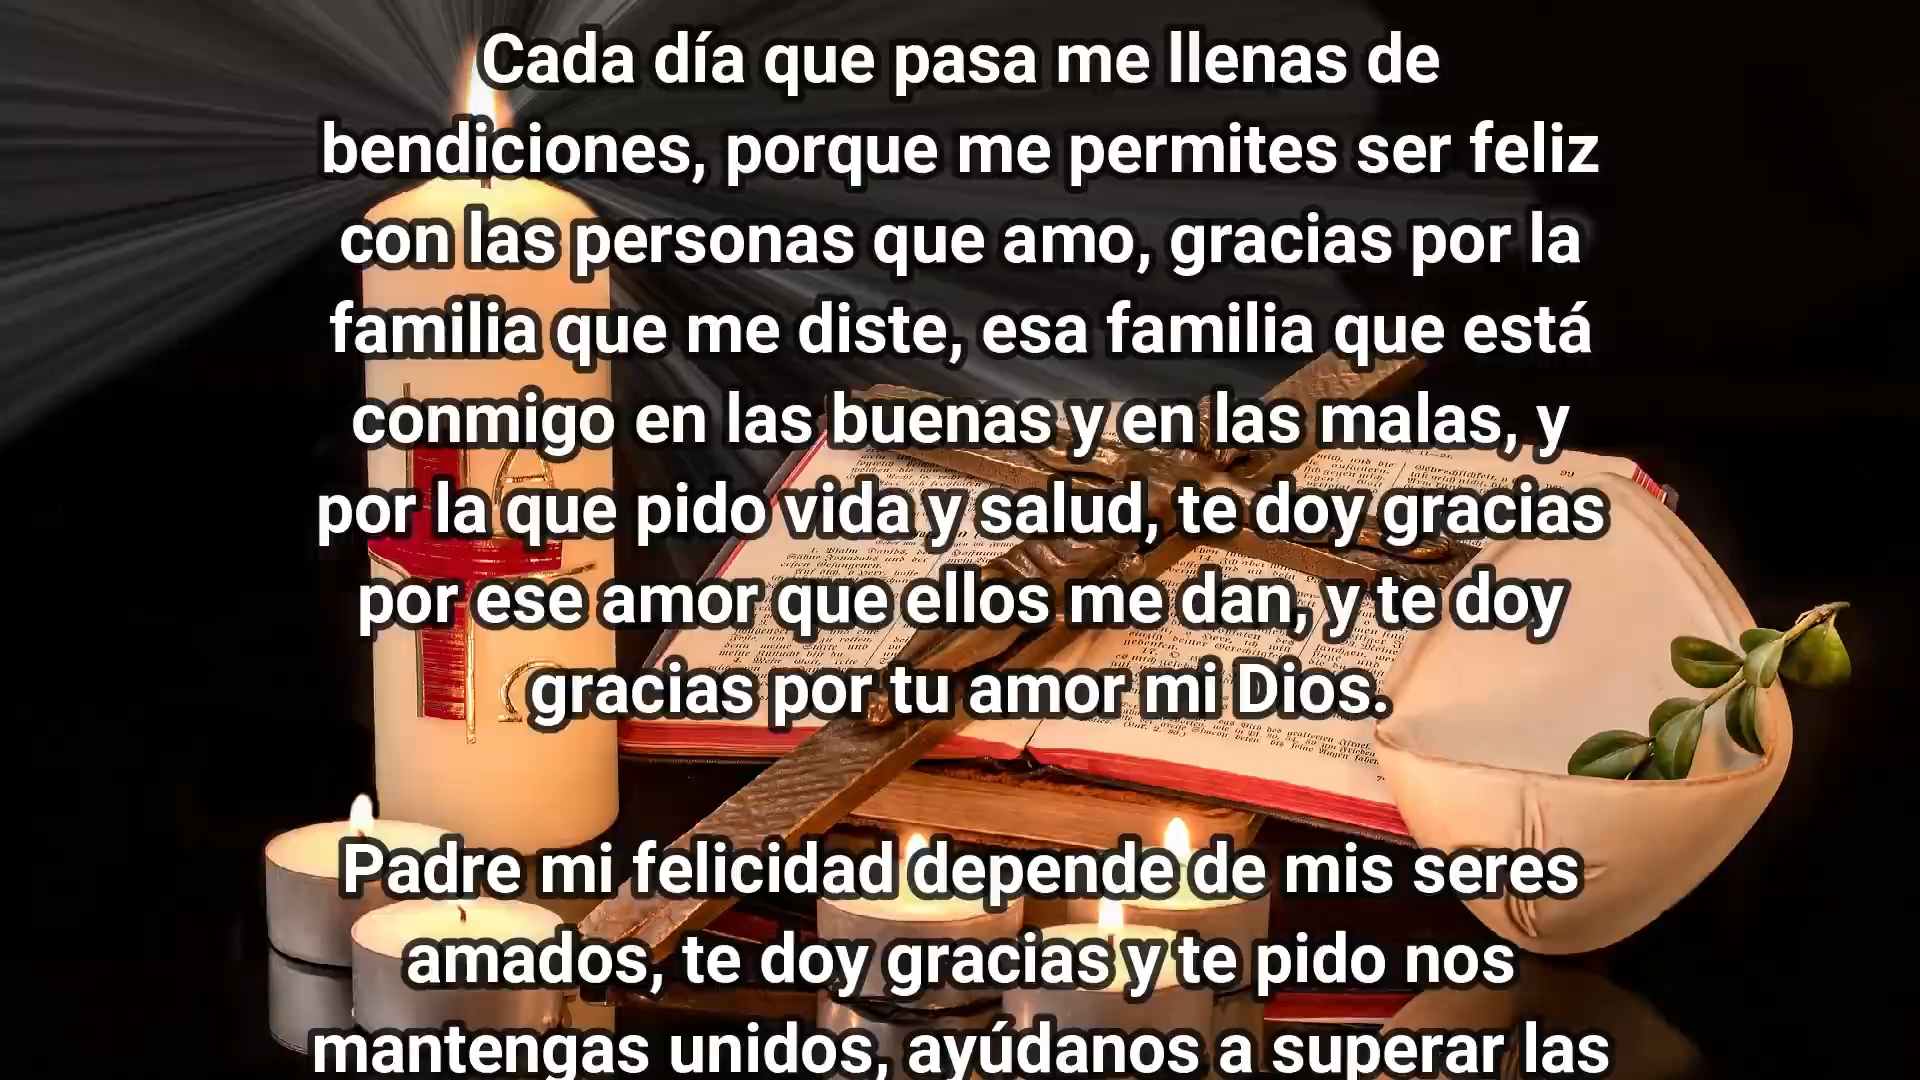 Cada día que pasa me llenas de
bendiciones, porque me permites ser feliz
con las personas que amo, gracias por la
familia que me diste, esa familia que está
conmigo en las buenas y en las malas, y
por la que pido vida y salud, te doy gracias
por ese amor que ellos me dan, y te doy
gracias por tu amor mi Dios.
Padre mi felicidad depende de mis seres
amados, te doy gracias y te pido nos
mantengas unidos, ayúdanos a superar las